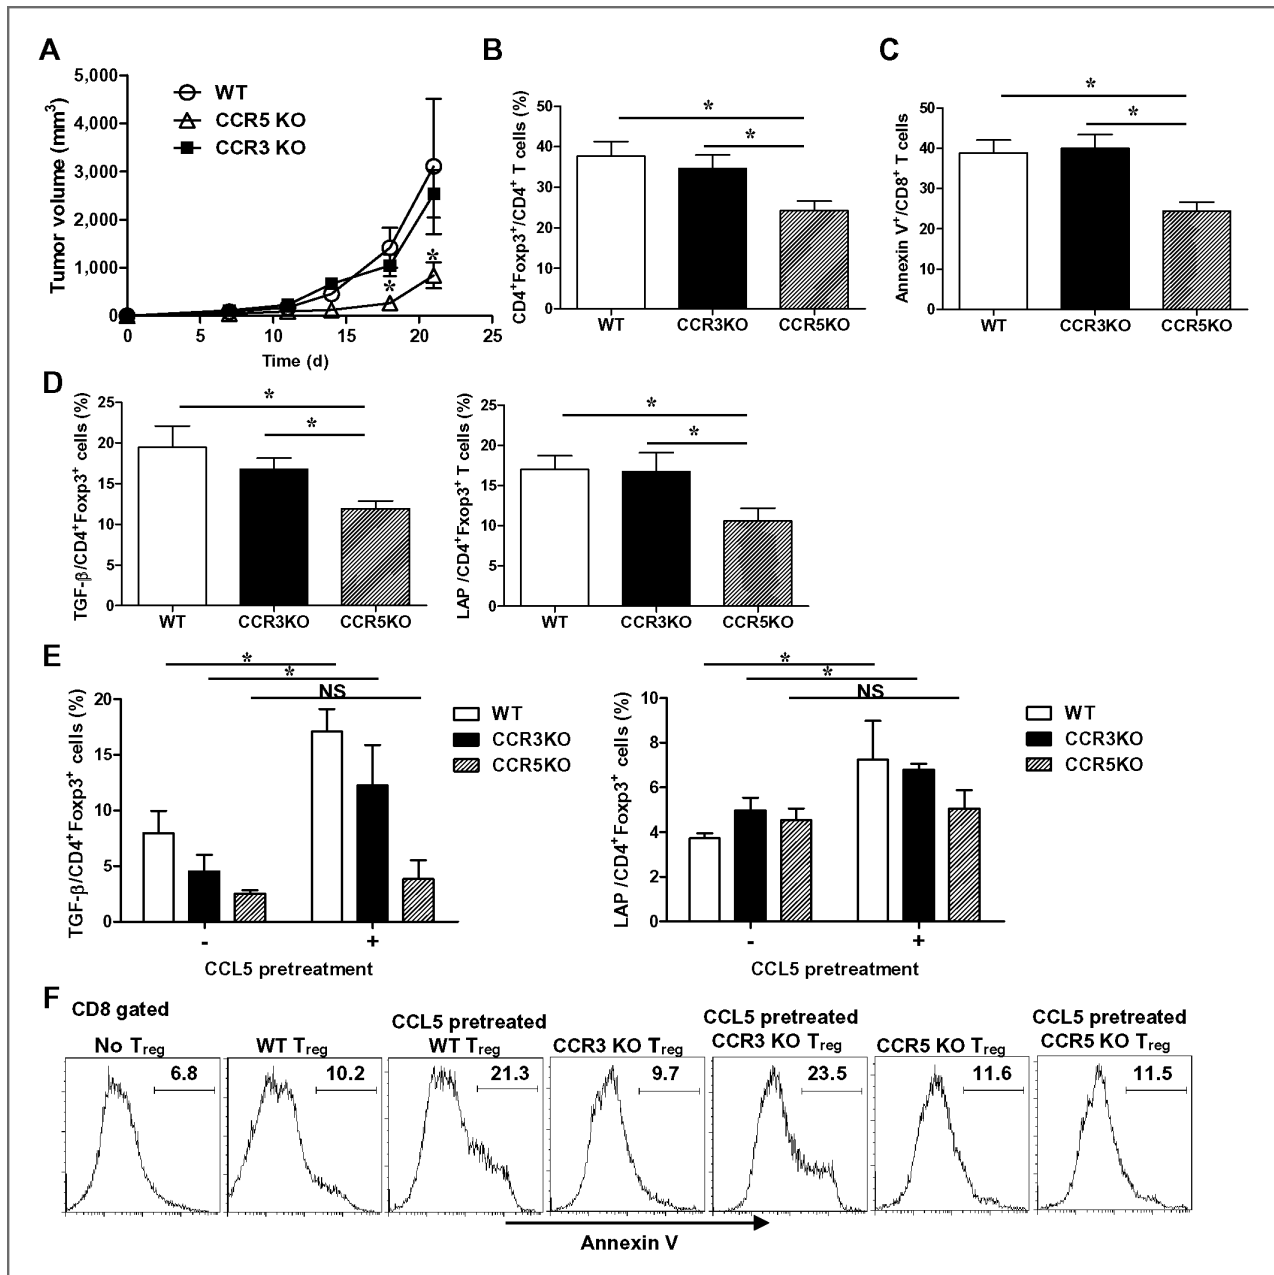 A
Tumor volume (mm³)
5,000
4,000
3,000
2,000
1,000
0
WT
CCR5 KO
CCR3 KO
*
*
0 5 10 15 20 25
Time (d)
B
CD4⁺Foxp3⁺/CD4⁺ T cells (%)
50
40
30
20
10
0
*
*
WT CCR3KO CCR5KO
C
Annexin V⁺/CD8⁺ T cells
50
40
30
20
10
0
*
*
WT CCR3KO CCR5KO
D
TGF-β/CD4⁺Foxp3⁺ cells (%)
25
20
15
10
5
0
*
*
WT CCR3KO CCR5KO
LAP /CD4⁺Fxop3⁺ T cells (%)
25
20
15
10
5
0
*
*
WT CCR3KO CCR5KO
E
TGF-β/CD4⁺Foxp3⁺ cells (%)
20
15
10
5
0
*
*
NS
WT
CCR3KO
CCR5KO
- +
CCL5 pretreatment
LAP /CD4⁺Foxp3⁺ cells (%)
10
8
6
4
2
0
*
*
NS
WT
CCR3KO
CCR5KO
- +
CCL5 pretreatment
F
CD8 gated
No Treg
6.8
WT Treg
10.2
CCL5 pretreated
WT Treg
21.3
CCR3 KO Treg
9.7
CCL5 pretreated
CCR3 KO Treg
23.5
CCR5 KO Treg
11.6
CCL5 pretreated
CCR5 KO Treg
11.5
Annexin V